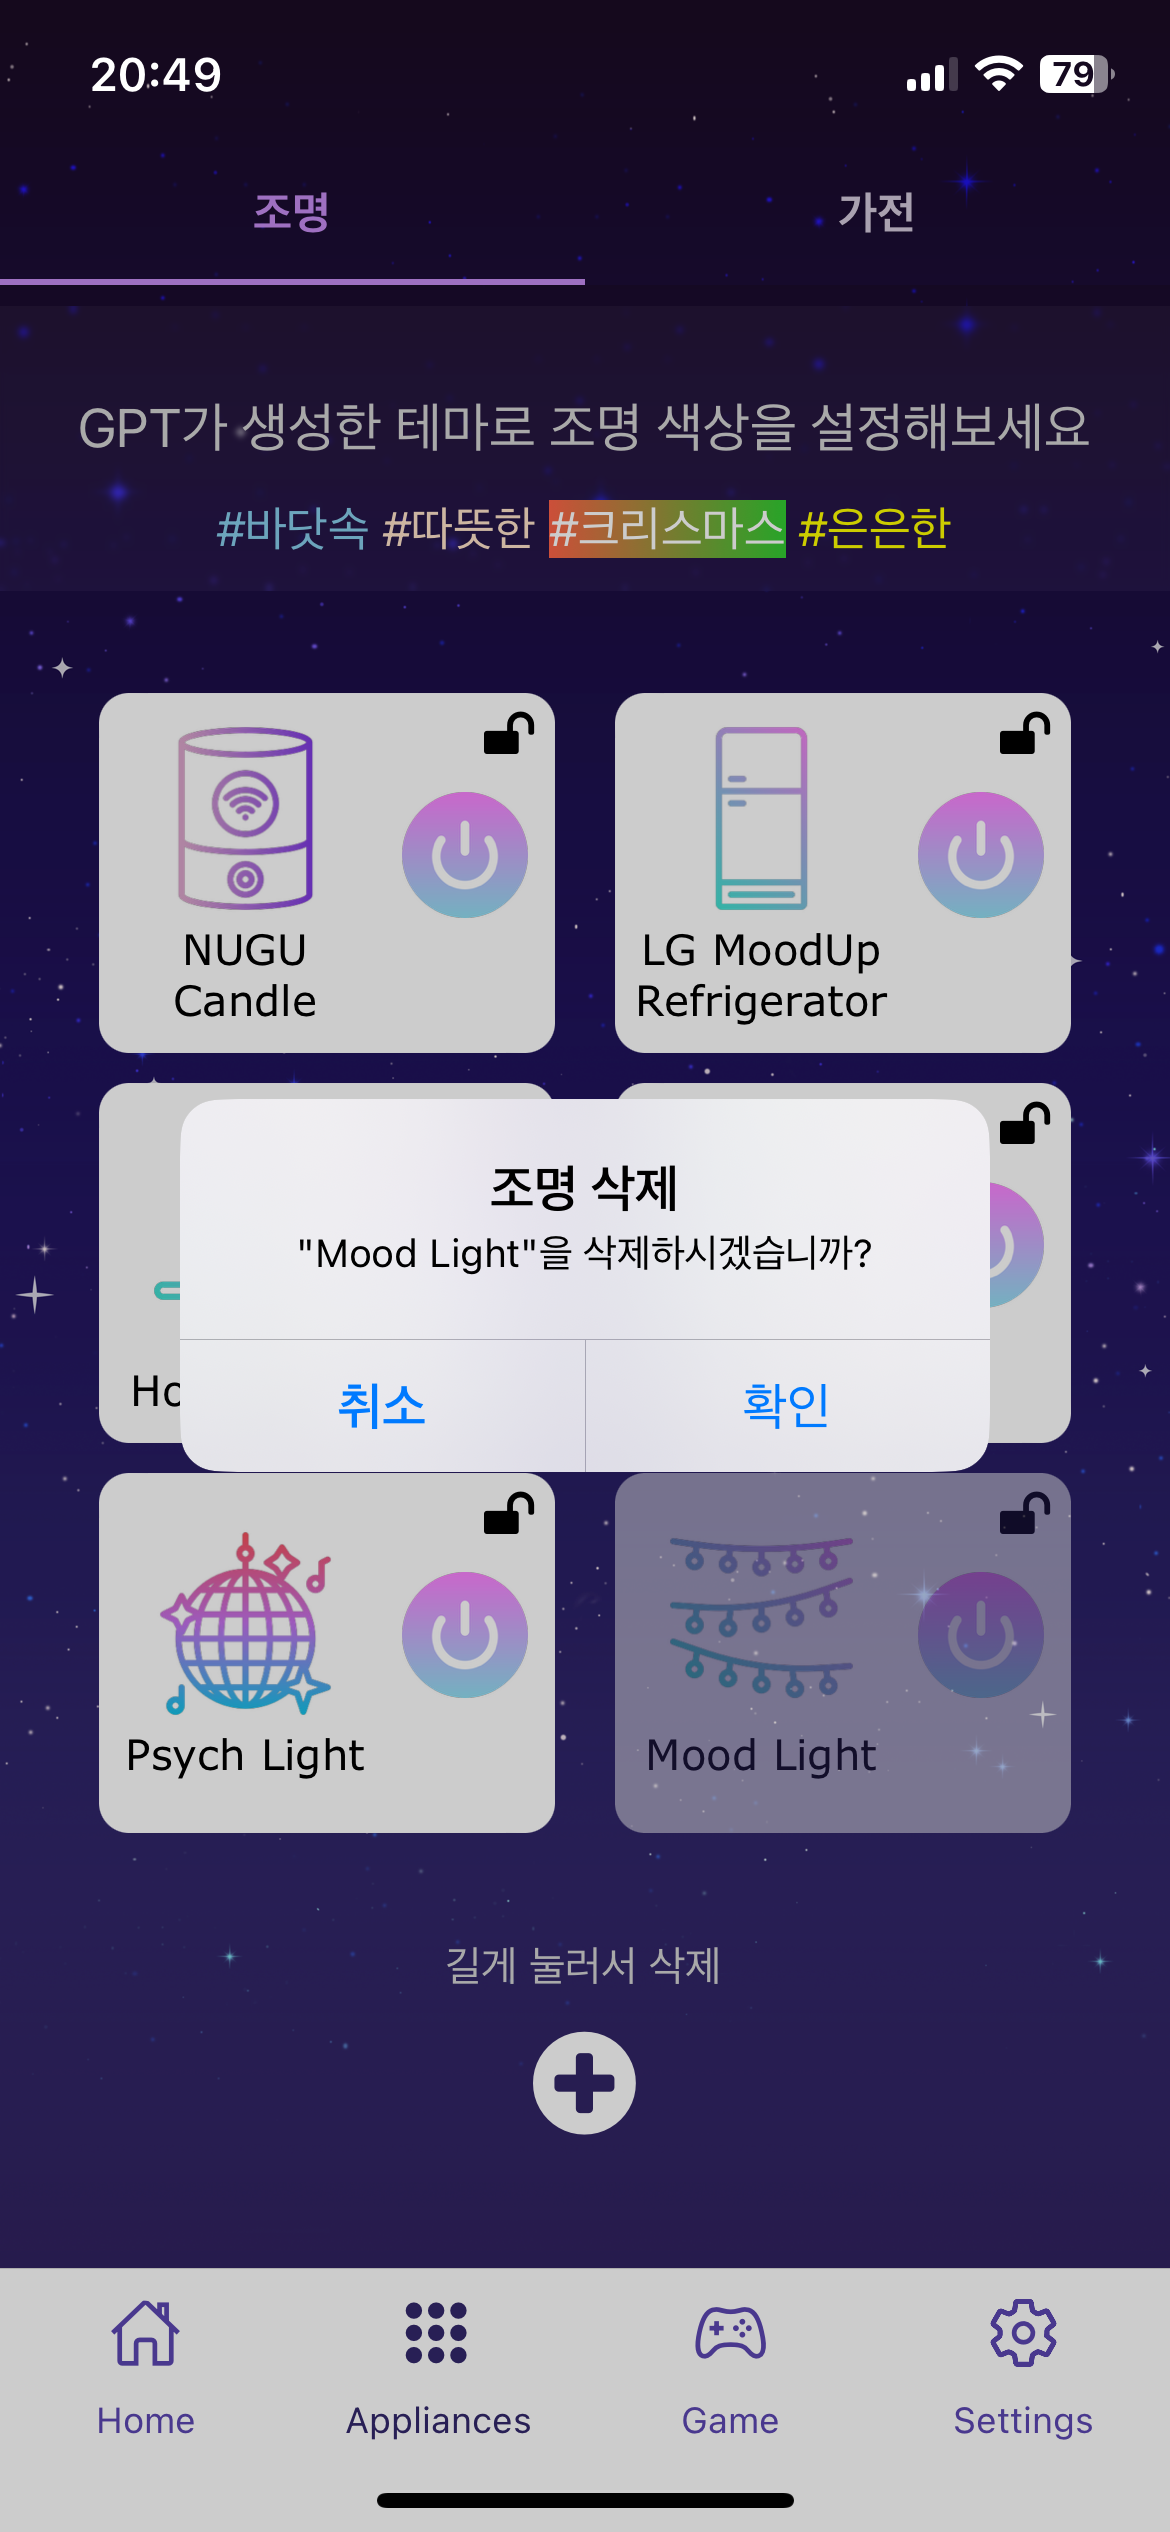 20:49
79
조명 가전
GPT가 생성한 테마로 조명 색상을 설정해보세요
#바닷속 #따뜻한 #크리스마스 #은은한
NUGU
Candle
LG MoodUp
Refrigerator
조명 삭제
"Mood Light"을 삭제하시겠습니까?
취소 확인
Psych Light
Mood Light
길게 눌러서 삭제
Home Appliances Game Settings